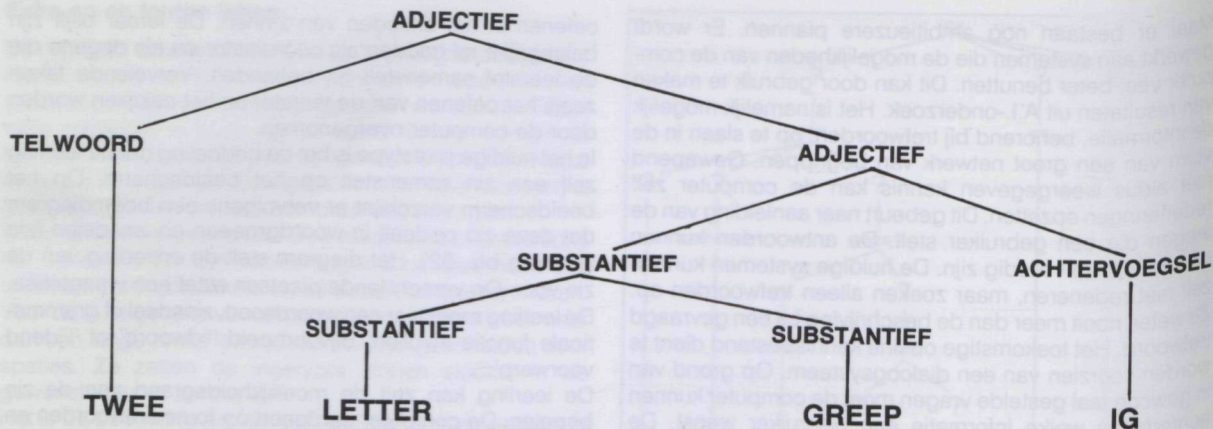 ADJECTIEF
TELWOORD
ADJECTIEF
SUBSTANTIEF
ACHTERVOEGSEL
SUBSTANTIEF
SUBSTANTIEF
TWEE
LETTER
GREEP
IG